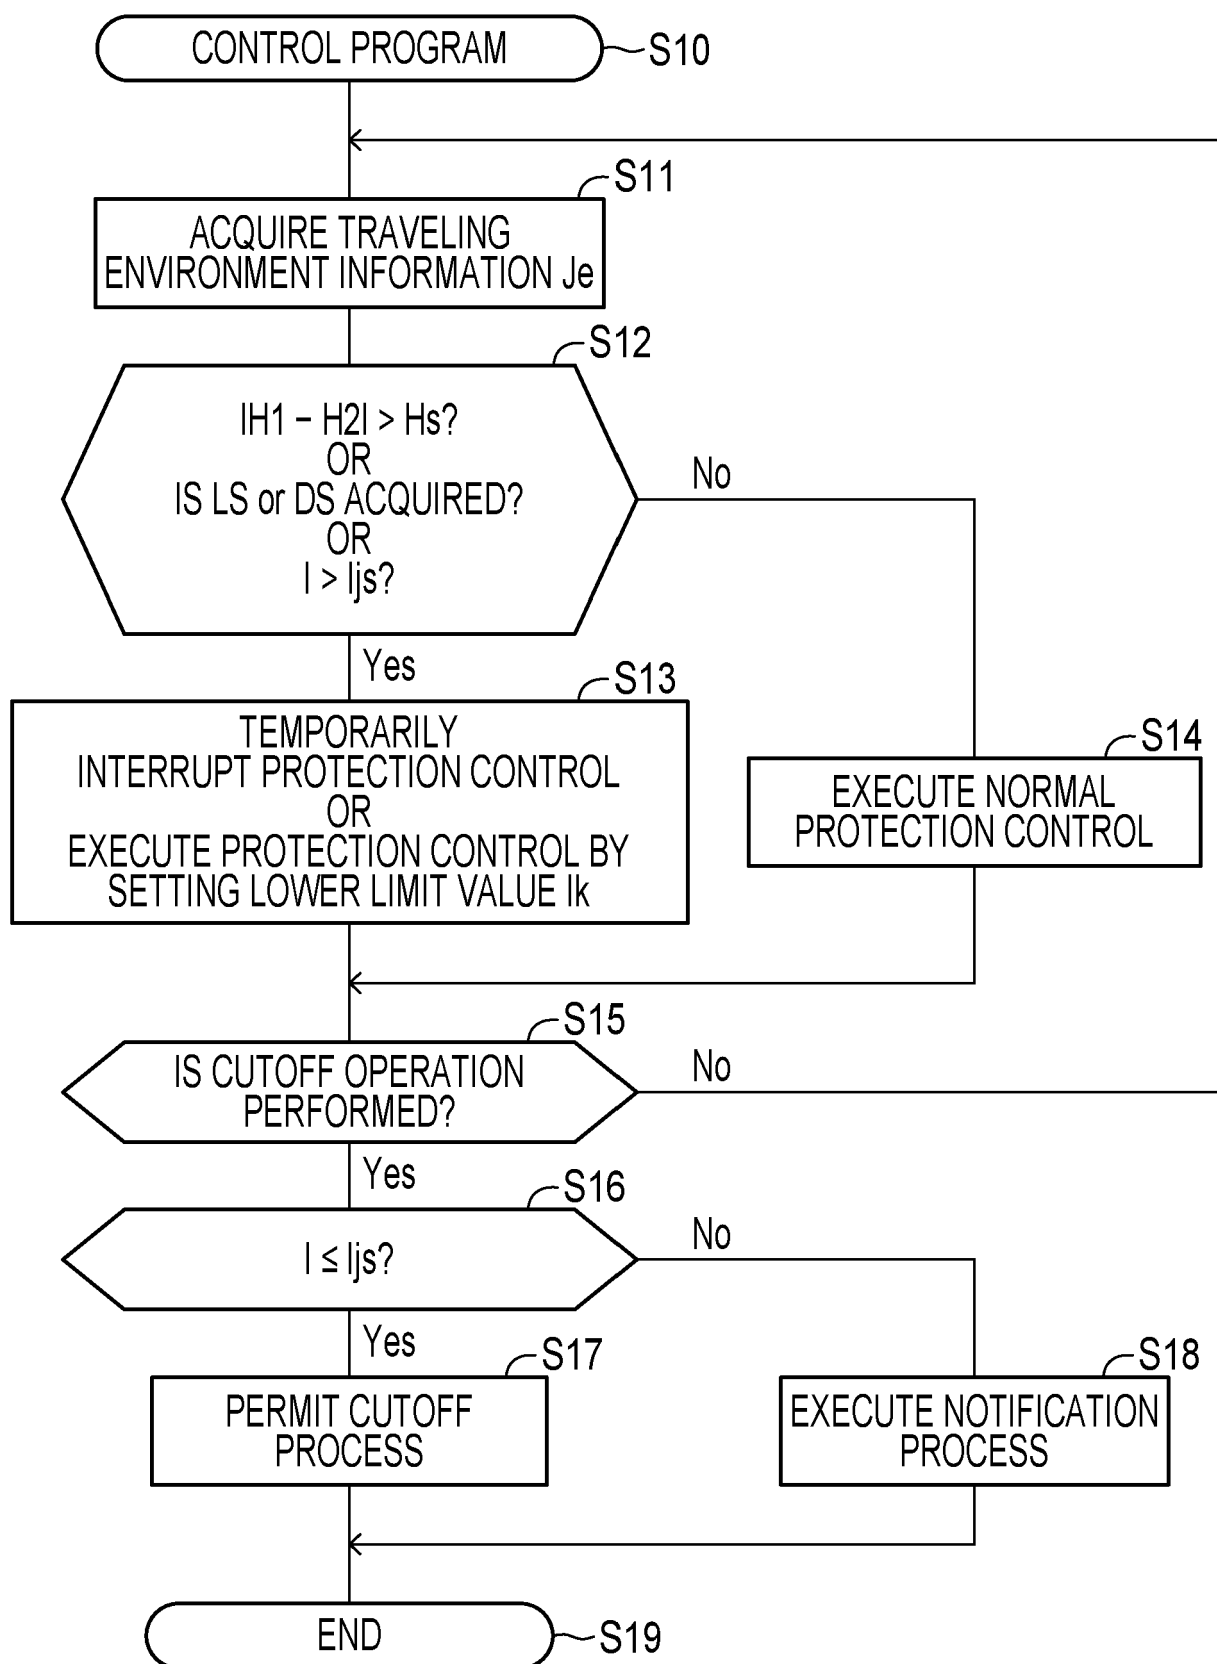 CONTROL PROGRAM
S10
S11
ACQUIRE TRAVELING
ENVIRONMENT INFORMATION Je
S12
|H1 − H2| > Hs?
OR
IS LS or DS ACQUIRED?
OR
I > Ijs?
No
Yes
S13
TEMPORARILY
INTERRUPT PROTECTION CONTROL
OR
EXECUTE PROTECTION CONTROL BY
SETTING LOWER LIMIT VALUE Ik
S14
EXECUTE NORMAL
PROTECTION CONTROL
S15
IS CUTOFF OPERATION
PERFORMED?
No
Yes
S16
I ≤ Ijs?
No
Yes
S17
PERMIT CUTOFF
PROCESS
S18
EXECUTE NOTIFICATION
PROCESS
END
S19